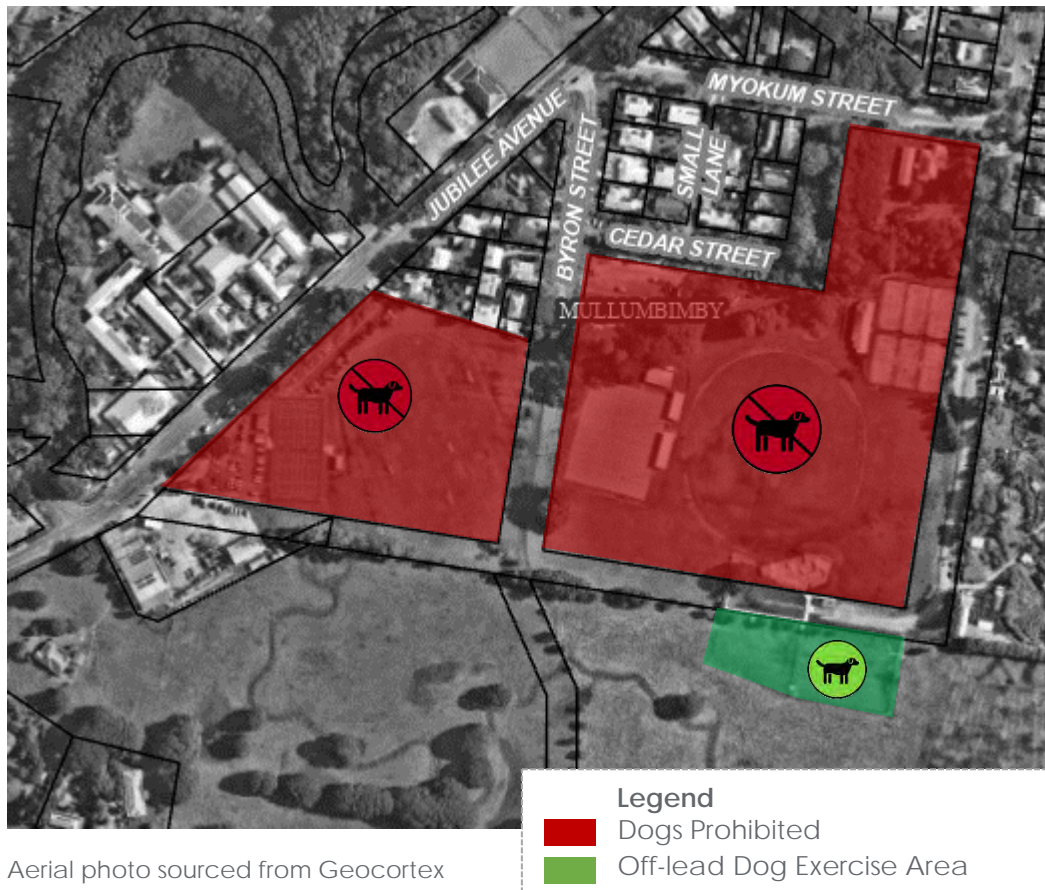 MYOKUM STREET
JUBILEE AVENUE
BYRON STREET
SMALL
LANE
CEDAR STREET
MULLUMBIMBY
Legend
Dogs Prohibited
Off-lead Dog Exercise Area
Aerial photo sourced from Geocortex